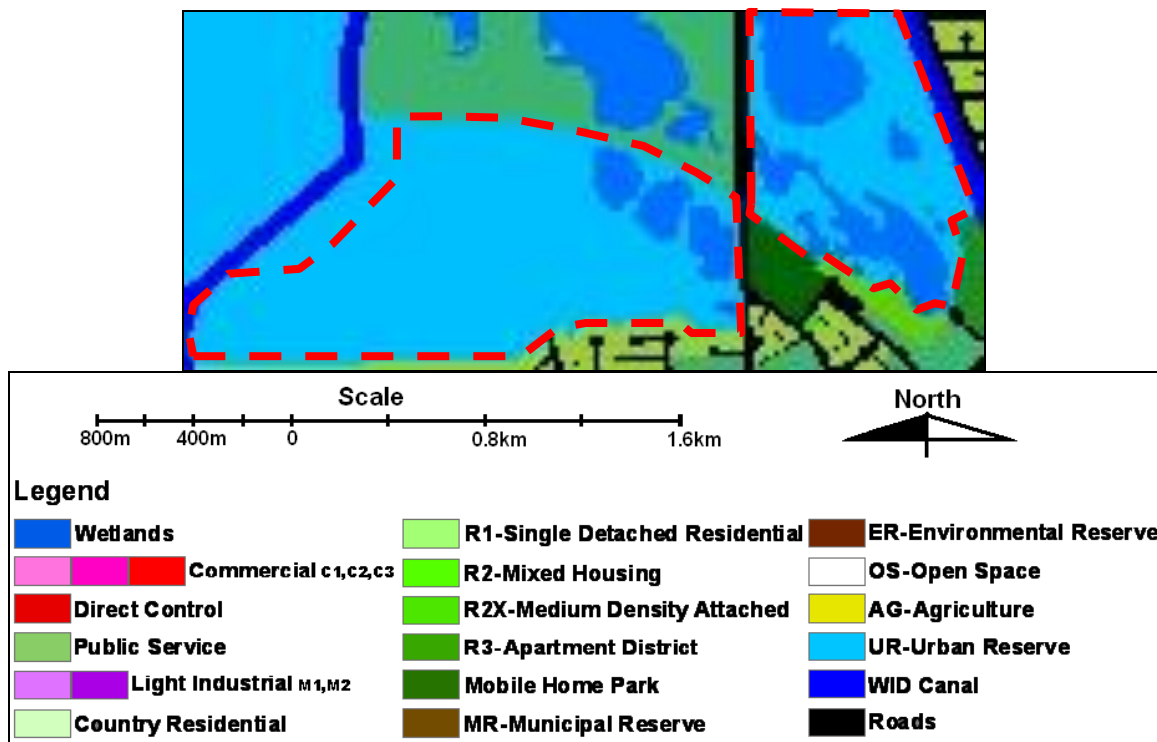 Scale
North
800m 400m 0 0.8km 1.6km
Legend
Wetlands
Commercial C1,C2,C3
Direct Control
Public Service
Light Industrial M1,M2
Country Residential
R1-Single Detached Residential
R2-Mixed Housing
R2X-Medium Density Attached
R3-Apartment District
Mobile Home Park
MR-Municipal Reserve
ER-Environmental Reserve
OS-Open Space
AG-Agriculture
UR-Urban Reserve
WID Canal
Roads